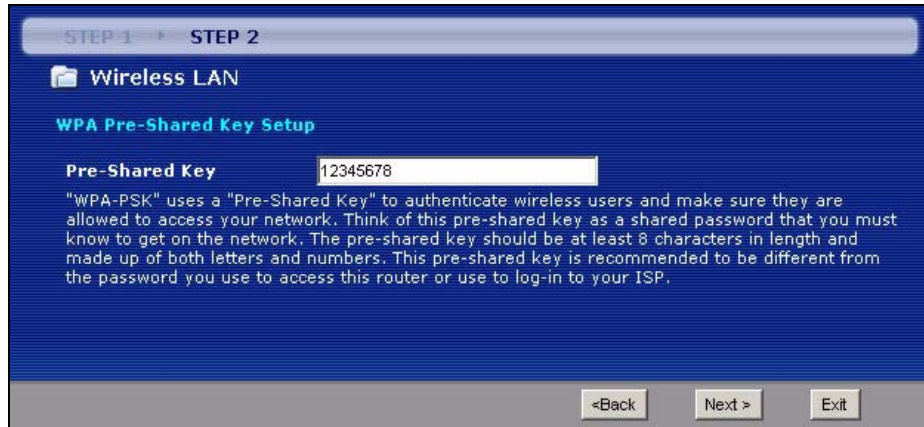 STEP 1 STEP 2
Wireless LAN
WPA Pre-Shared Key Setup
Pre-Shared Key 12345678
"WPA-PSK" uses a "Pre-Shared Key" to authenticate wireless users and make sure they are
allowed to access your network. Think of this pre-shared key as a shared password that you must
know to get on the network. The pre-shared key should be at least 8 characters in length and
made up of both letters and numbers. This pre-shared key is recommended to be different from
the password you use to access this router or use to log-in to your ISP.
<Back Next > Exit